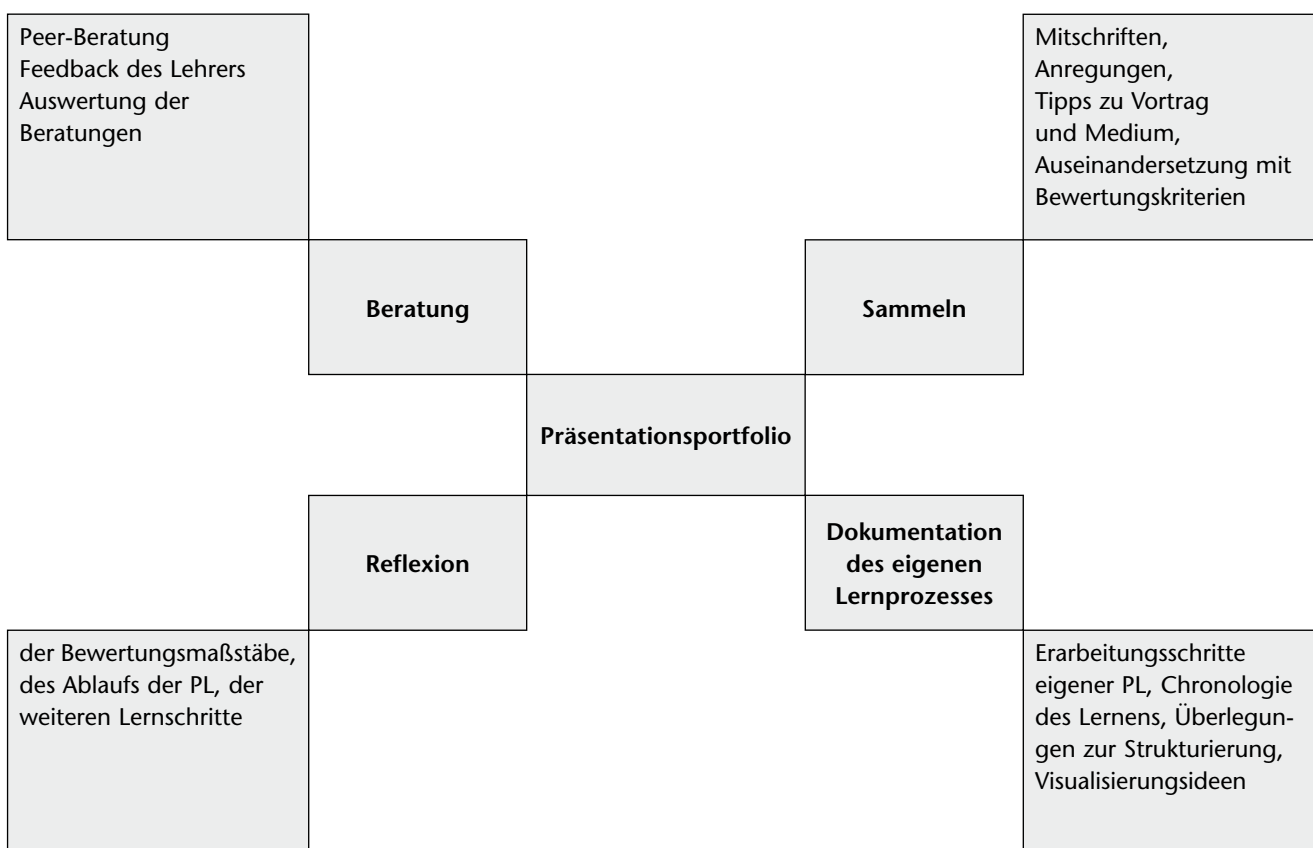 Peer-Beratung
Feedback des Lehrers
Auswertung der
Beratungen
Mitschriften,
Anregungen,
Tipps zu Vortrag
und Medium,
Auseinandersetzung mit
Bewertungskriterien
Beratung
Sammeln
Präsentationsportfolio
Reflexion
Dokumentation
des eigenen
Lernprozesses
der Bewertungsmaßstäbe,
des Ablaufs der PL, der
weiteren Lernschritte
Erarbeitungsschritte
eigener PL, Chronologie
des Lernens, Überlegun-
gen zur Strukturierung,
Visualisierungsideen